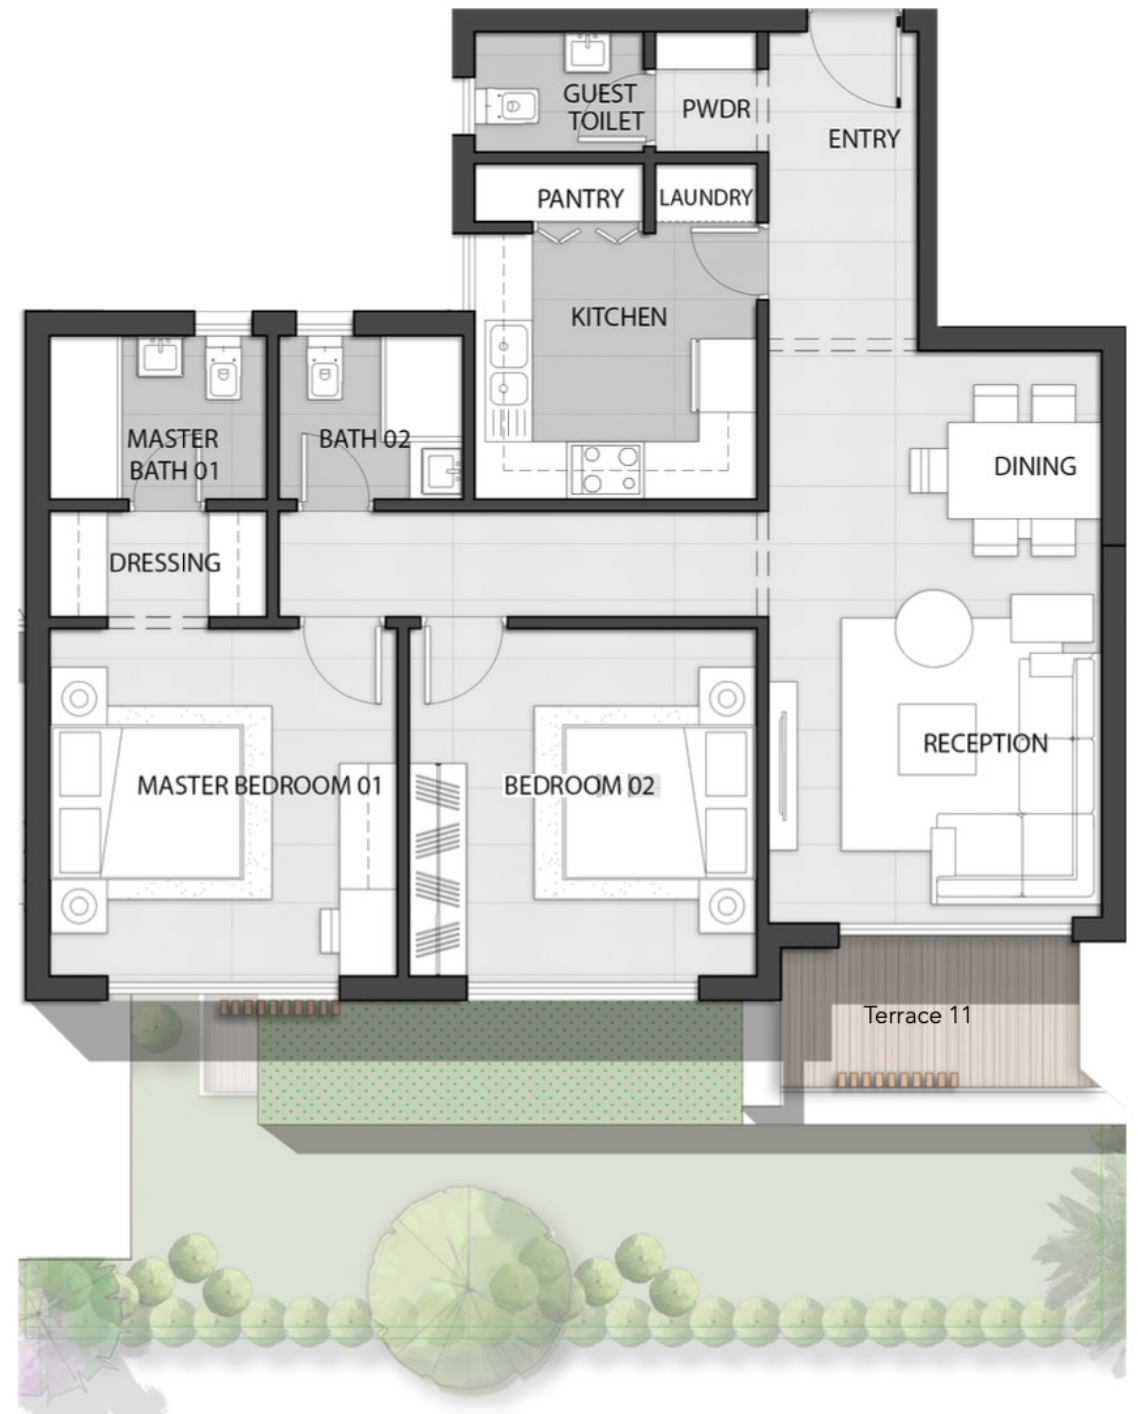 GUEST
TOILET
PWDR
ENTRY
PANTRY
LAUNDRY
KITCHEN
MASTER
BATH 01
BATH 02
DINING
DRESSING
RECEPTION
MASTER BEDROOM 01
BEDROOM 02
Terrace 11